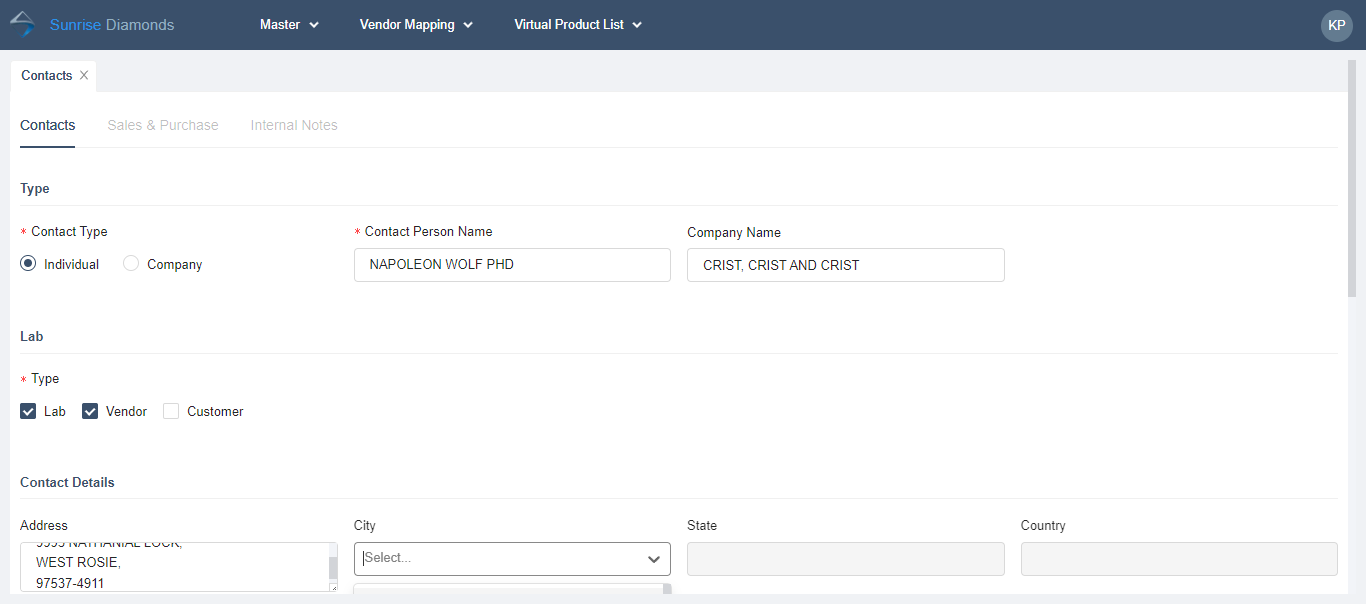 Sunrise Diamonds Master Vendor Mapping Virtual Product List KP
Contacts
Contacts Sales & Purchase Internal Notes
Type
* Contact Type * Contact Person Name Company Name
Individual Company NAPOLEON WOLF PHD CRIST, CRIST AND CRIST
Lab
* Type
Lab Vendor Customer
Contact Details
Address City State Country
NATHANIAL LOCK,
WEST ROSIE, Select...
97537-4911